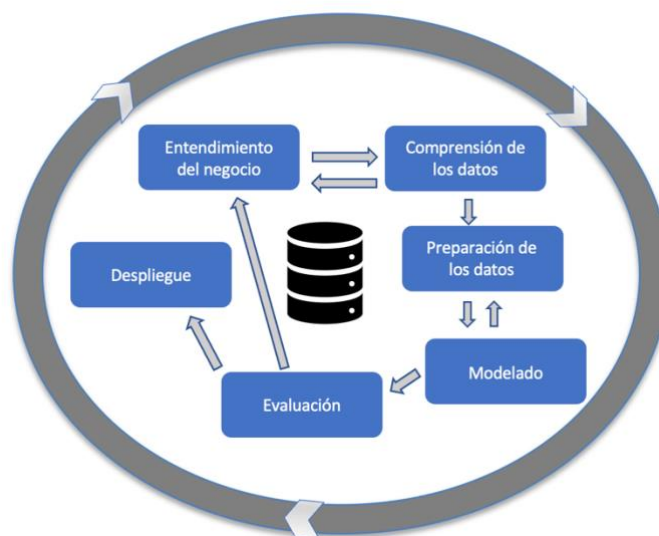 Entendimiento
del negocio
Comprensión de
los datos
Preparación de
los datos
Modelado
Evaluación
Despliegue